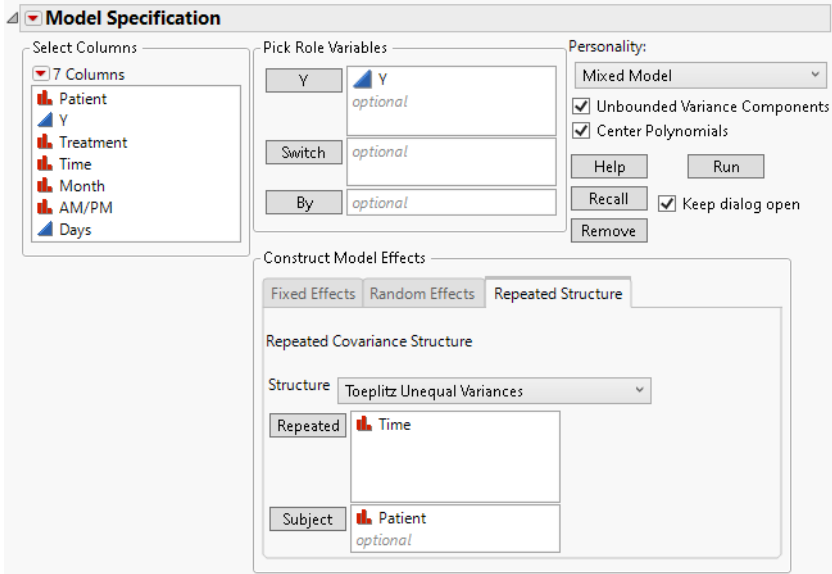 Model Specification
Select Columns
7 Columns
Patient
Y
Treatment
Time
Month
AM/PM
Days
Pick Role Variables
Y
Y
optional
Switch
optional
By
optional
Personality:
Mixed Model
Unbounded Variance Components
Center Polynomials
Help
Run
Recall
Keep dialog open
Remove
Construct Model Effects
Fixed Effects
Random Effects
Repeated Structure
Repeated Covariance Structure
Structure
Toeplitz Unequal Variances
Repeated
Time
Subject
Patient
optional